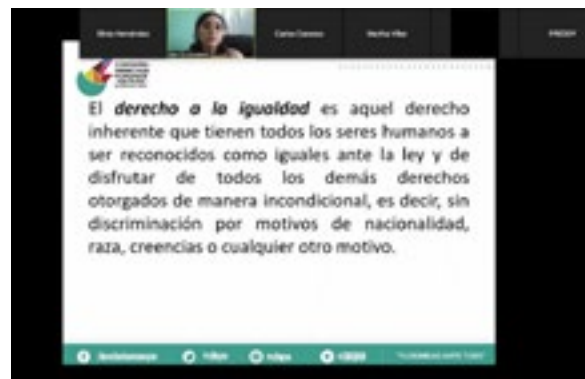 El derecho a la igualdad es aquel derecho
inherente que tienen todos los seres humanos a
ser reconocidos como iguales ante la ley y de
disfrutar de todos los demás derechos
otorgados de manera incondicional, es decir, sin
discriminación por motivos de nacionalidad,
raza, creencias o cualquier otro motivo.